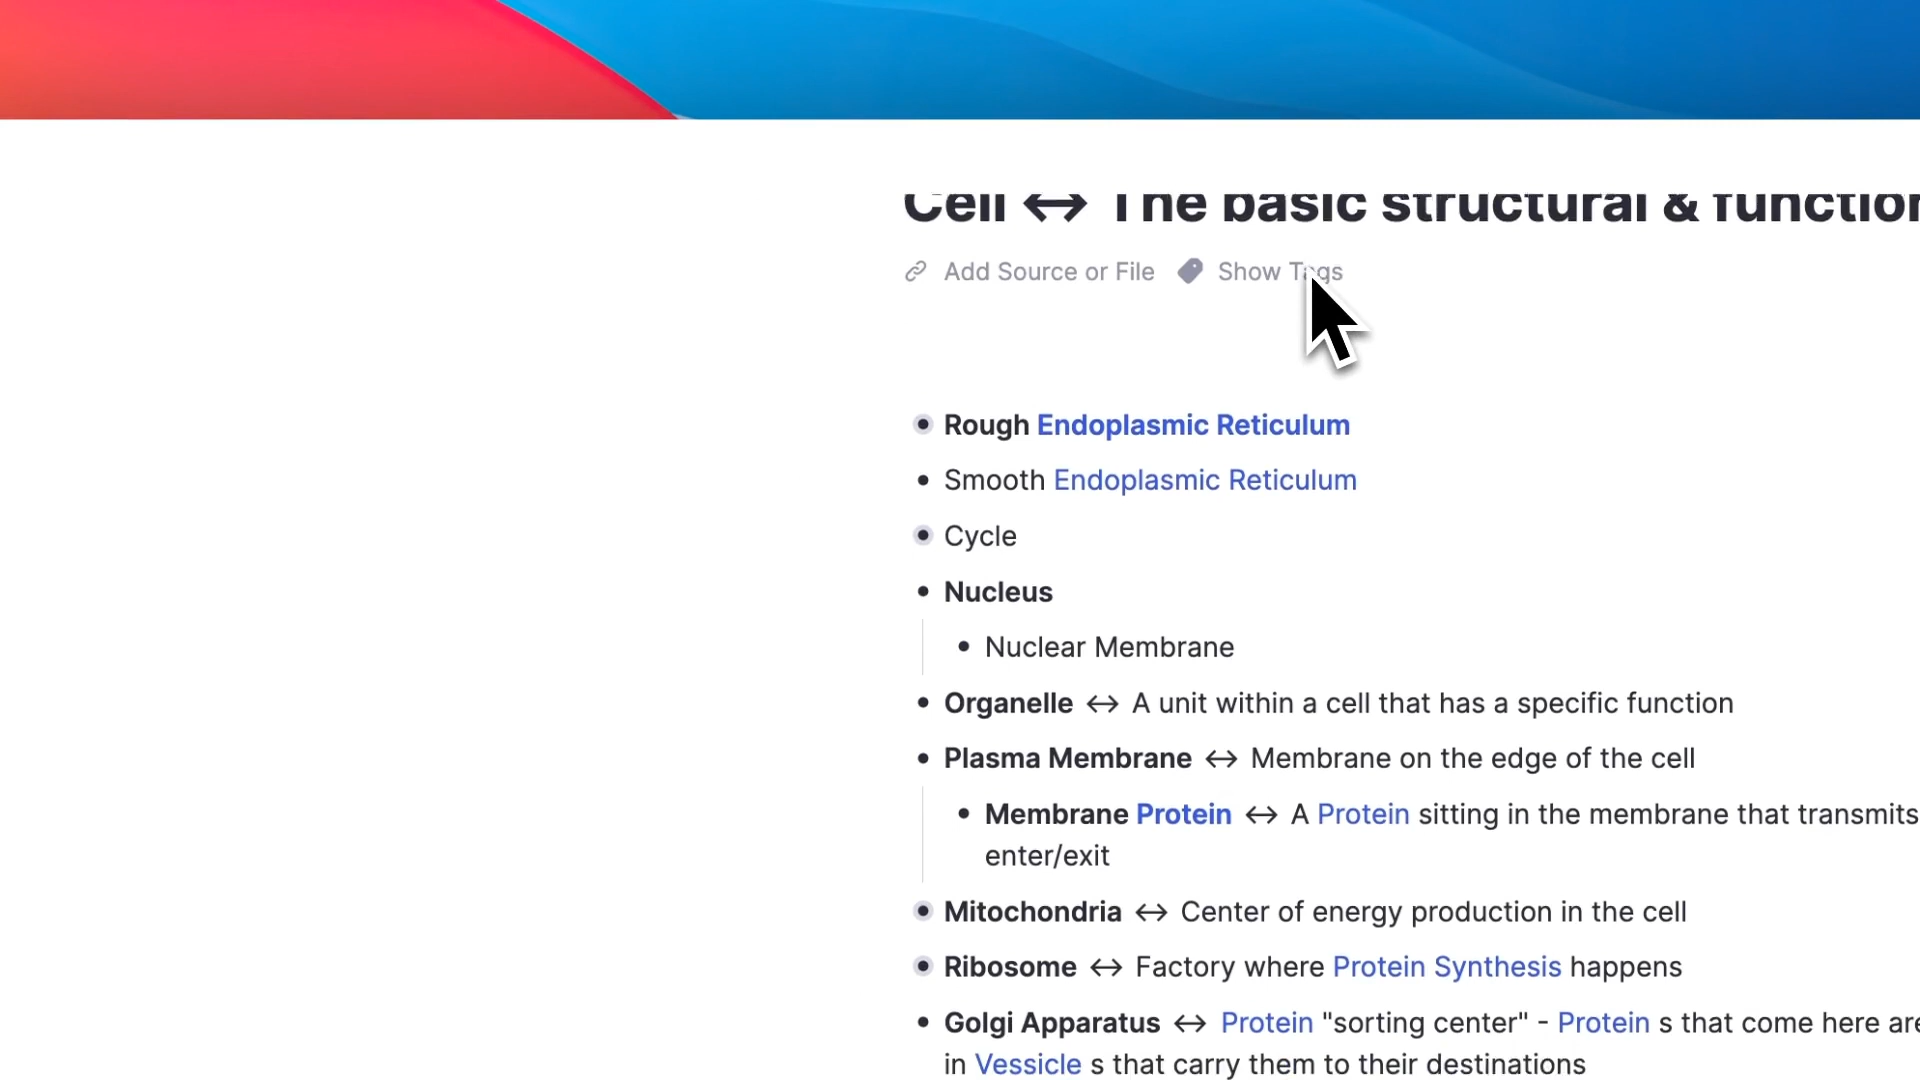 Cell ↔ The basic structural & function
Add Source or File Show Tags
• Rough Endoplasmic Reticulum
• Smooth Endoplasmic Reticulum
• Cycle
• Nucleus
• Nuclear Membrane
• Organelle ↔ A unit within a cell that has a specific function
• Plasma Membrane ↔ Membrane on the edge of the cell
• Membrane Protein ↔ A Protein sitting in the membrane that transmits
enter/exit
• Mitochondria ↔ Center of energy production in the cell
• Ribosome ↔ Factory where Protein Synthesis happens
• Golgi Apparatus ↔ Protein "sorting center" - Protein s that come here are
in Vessicle s that carry them to their destinations